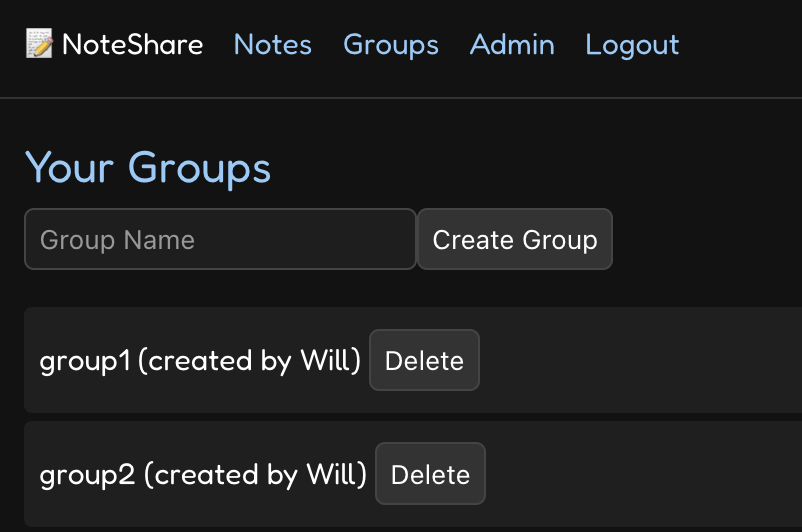 NoteShare Notes Groups Admin Logout
Your Groups
Group Name Create Group
group1 (created by Will) Delete
group2 (created by Will) Delete